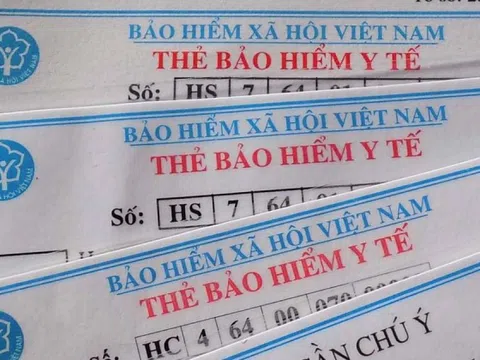 BẢO HIỂM XÃ HỘI VIỆT NAM
THẺ BẢO HIỂM Y TẾ
Số: HS 7 64 01
BẢO HIỂM XÃ HỘI VIỆT NAM
THẺ BẢO HIỂM Y TẾ
Số: HS 7 64
BẢO HIỂM XÃ HỘI VIỆT NAM
THẺ BẢO HIỂM Y TẾ
Số: HC 4 64 00 070
CHÚ Ý